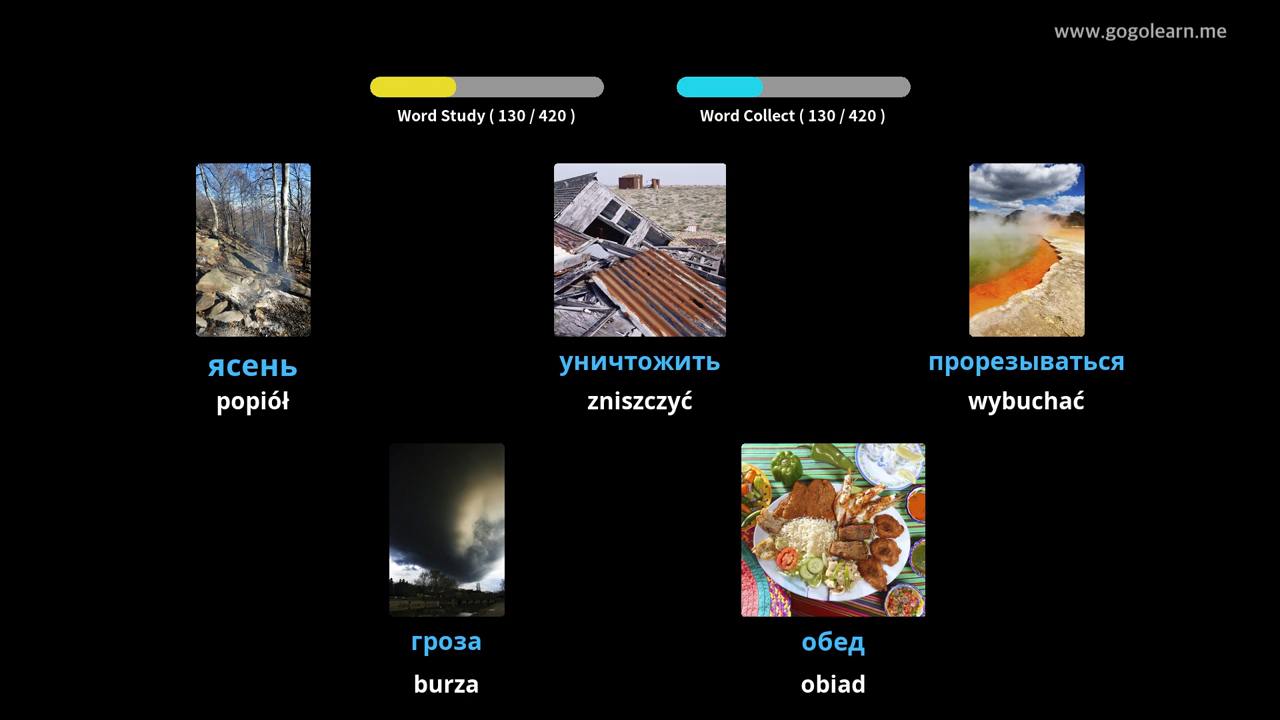 www.gogolearn.me
Word Study ( 130 / 420 )
Word Collect ( 130 / 420 )
ясень
popiół
уничтожить
zniszczyć
прорезываться
wybuchać
гроза
burza
обед
obiad